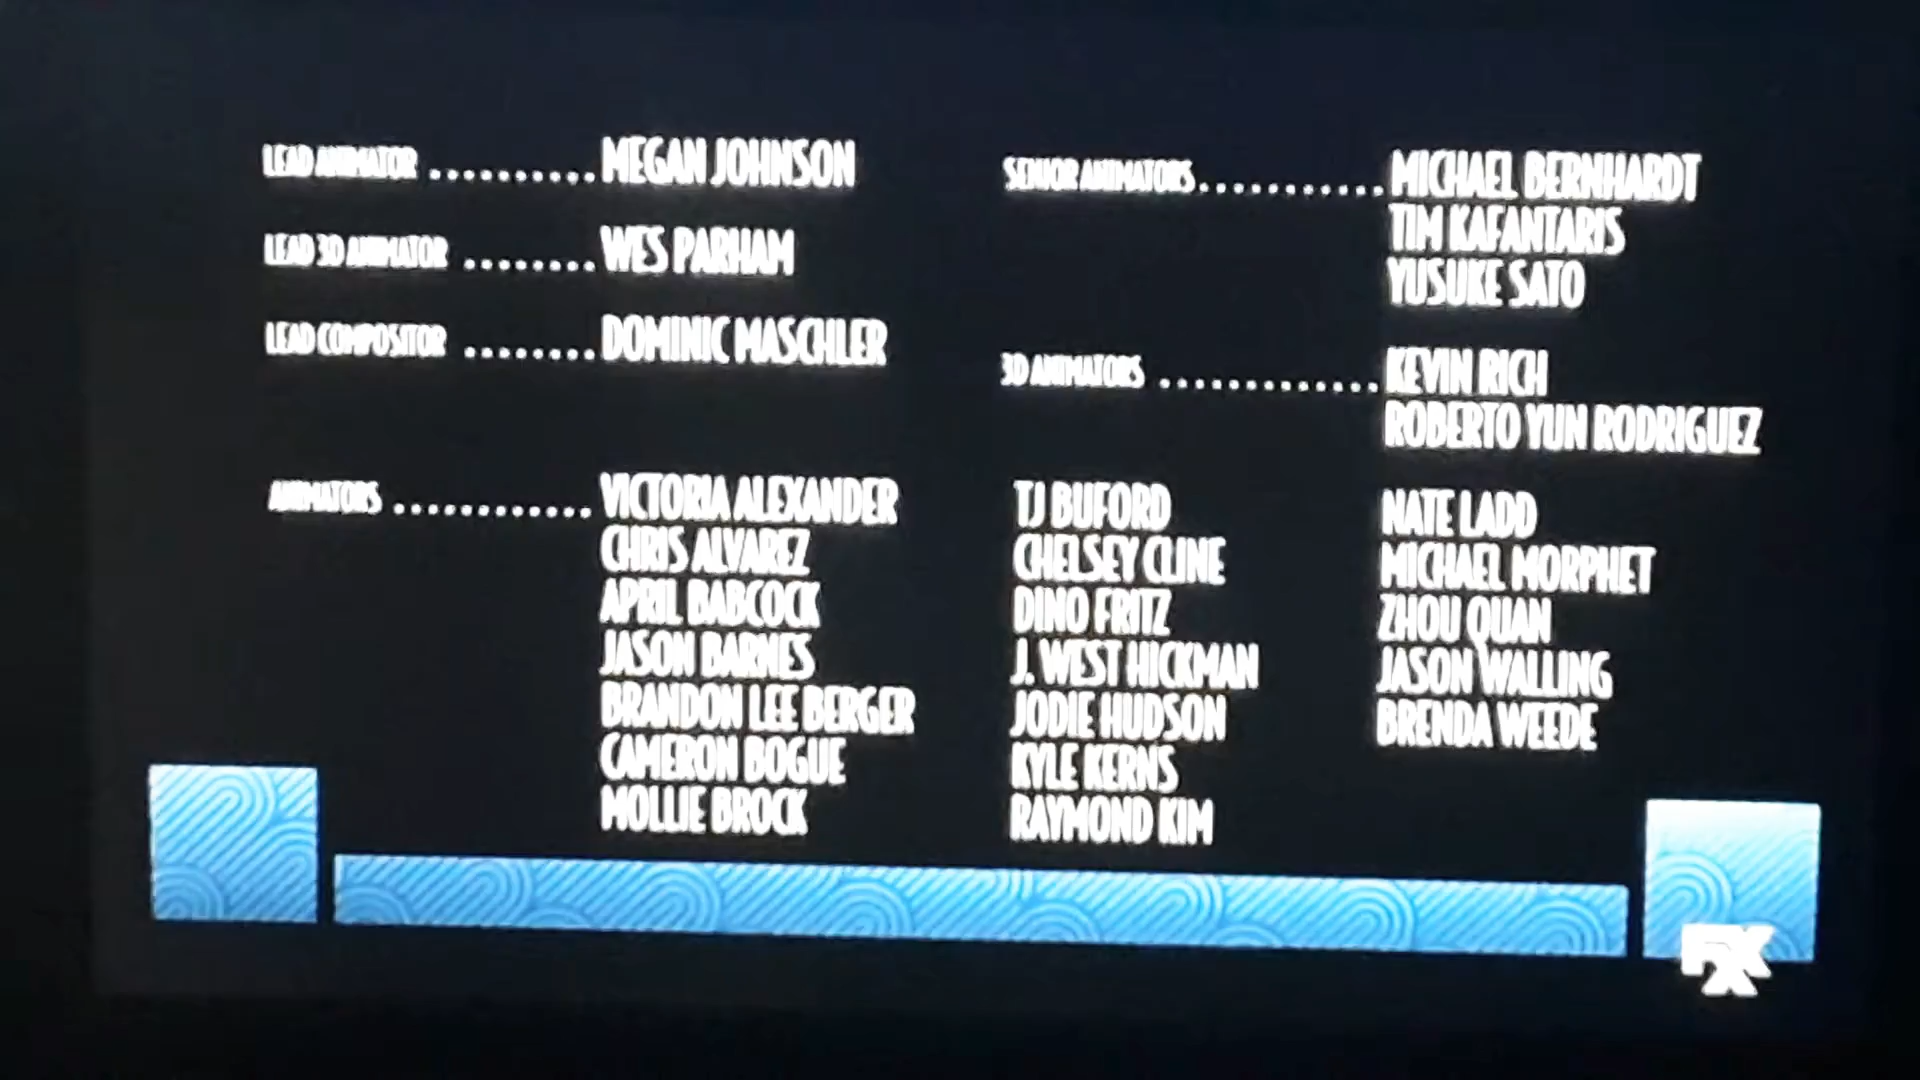 LEAD ANIMATOR ..........MEGAN JOHNSON
LEAD 3D ANIMATOR ........WES PARHAM
LEAD COMPOSITOR ........DOMINIC MASCHLER
SENIOR ANIMATORS...........MICHAEL BERNHARDT
TIM KAFANTARIS
YUSUKE SATO
3D ANIMATORS .............KEVIN RICH
ROBERTO YUN RODRIGUEZ
ANIMATORS ............VICTORIA ALEXANDER
CHRIS ALVAREZ
APRIL BABCOCK
JASON BARNES
BRANDON LEE BERGER
CAMERON BOGUE
MOLLIE BROCK
TJ BUFORD
CHELSEY CLINE
DINO FRITZ
J. WEST HICKMAN
JODIE HUDSON
KYLE KERNS
RAYMOND KIM
NATE LADD
MICHAEL MORPHET
ZHOU QUAN
JASON WALLING
BRENDA WEEDE
FXX